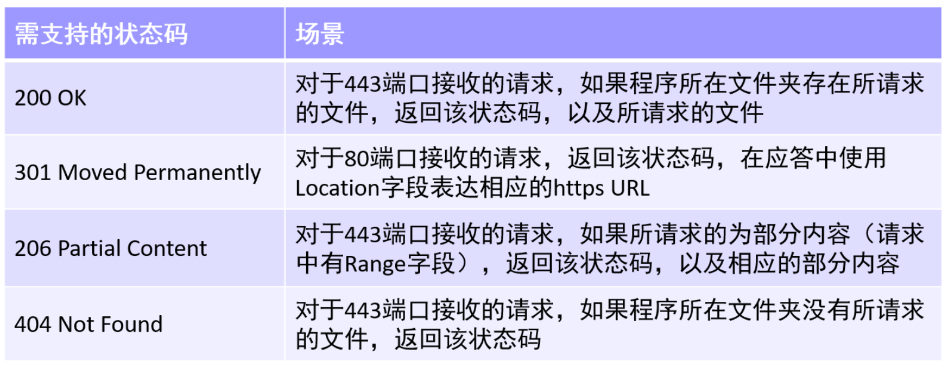 需支持的状态码
场景
200 OK
对于443端口接收的请求，如果程序所在文件夹存在所请求
的文件，返回该状态码，以及所请求的文件
301 Moved Permanently
对于80端口接收的请求，返回该状态码，在应答中使用
Location字段表达相应的https URL
206 Partial Content
对于443端口接收的请求，如果所请求的为部分内容（请求
中有Range字段），返回该状态码，以及相应的部分内容
404 Not Found
对于443端口接收的请求，如果程序所在文件夹没有所请求
的文件，返回该状态码